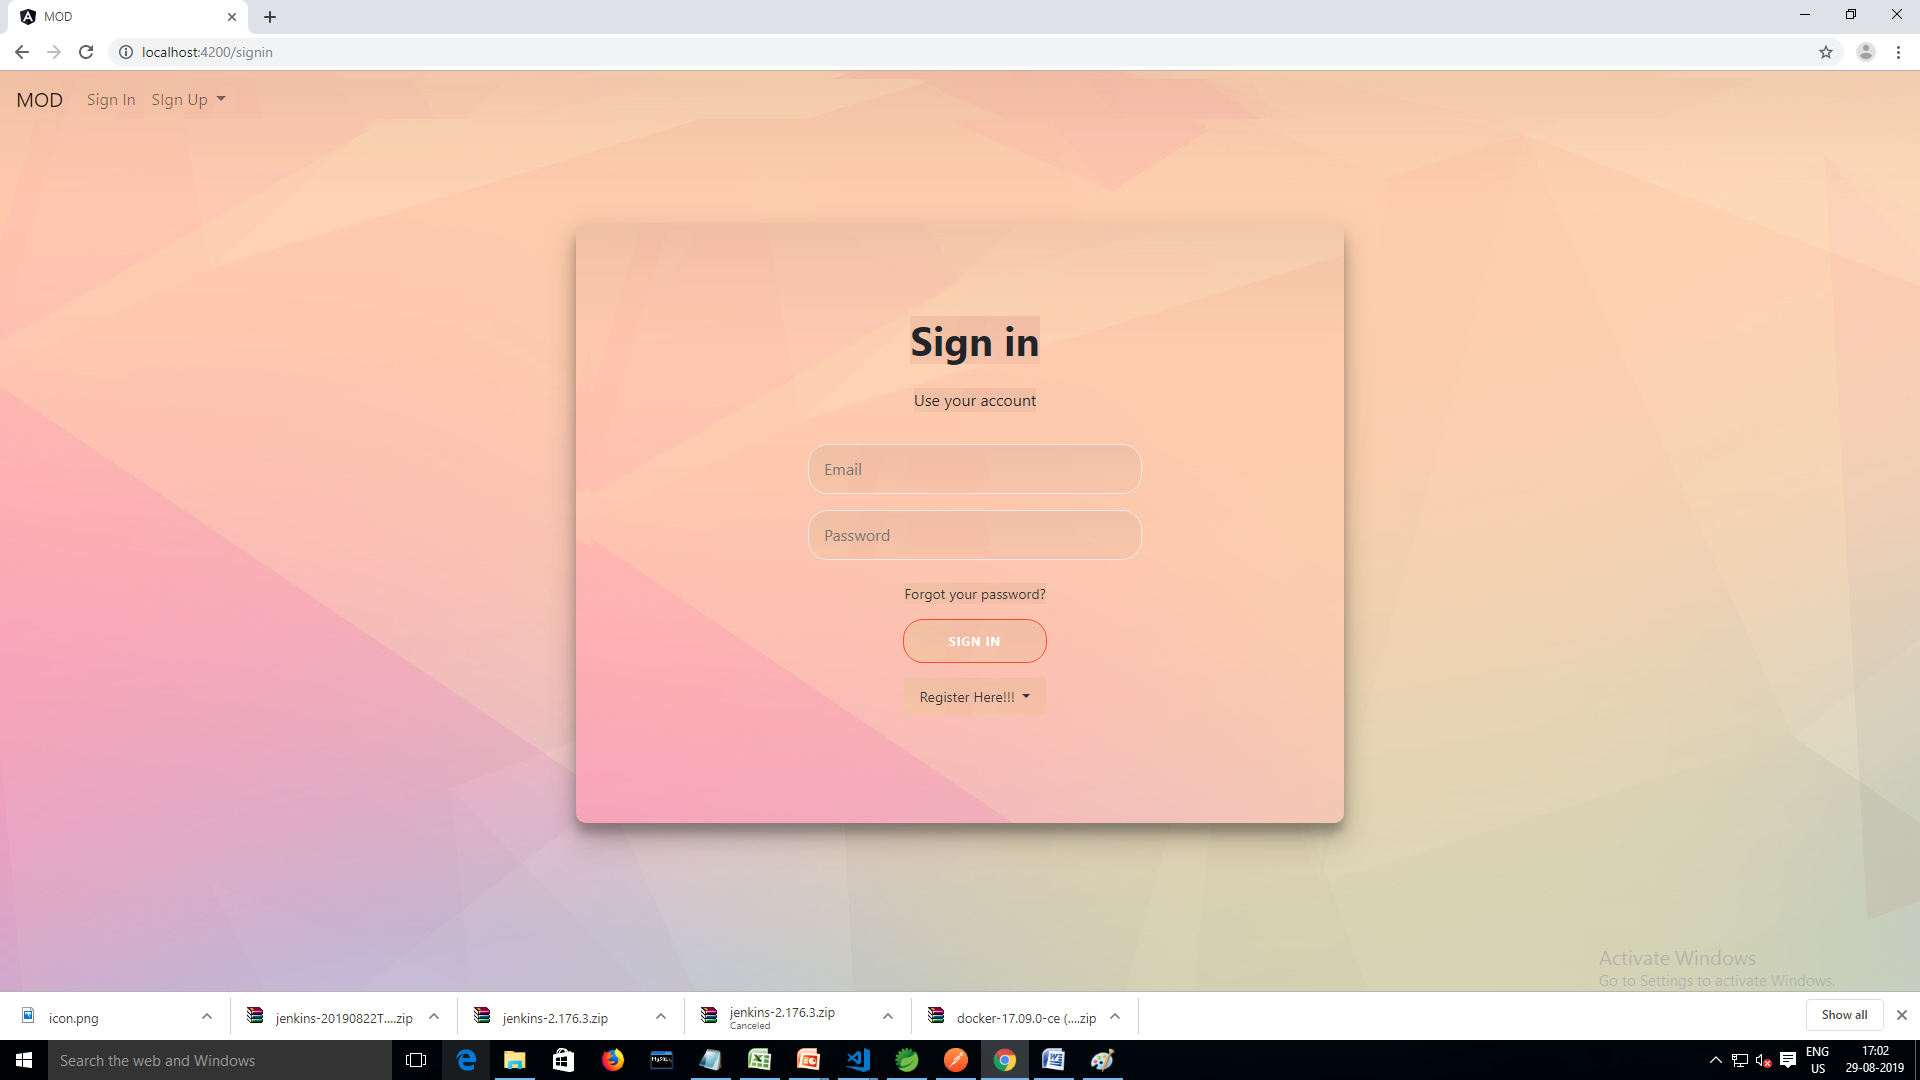 MOD
localhost:4200/signin
MOD Sign In SIgn Up
Sign in
Use your account
Email
Password
Forgot your password?
SIGN IN
Register Here!!!
Activate Windows
Go to Settings to activate Windows.
icon.png
jenkins-20190822T....zip
jenkins-2.176.3.zip
jenkins-2.176.3.zip
Canceled
docker-17.09.0-ce (....zip
Show all
Search the web and Windows
MySQL
ENG
US
17:02
29-08-2019